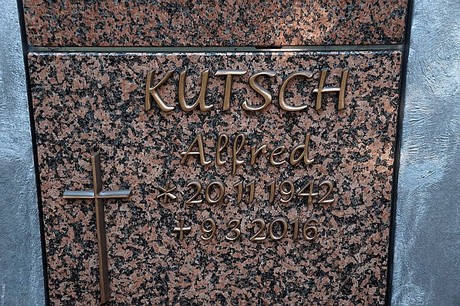 KUTSCH
Alfred
* 20.11.1942
† 9.3.2016